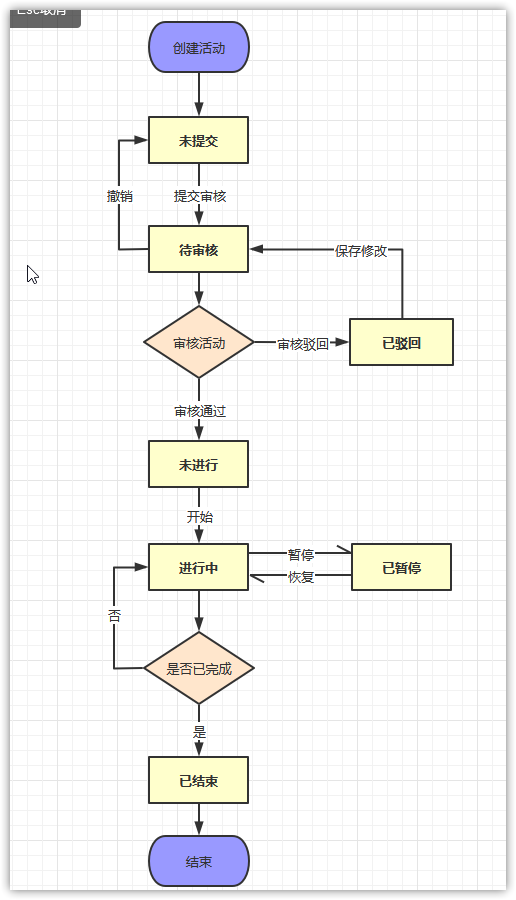 Esc取消
创建活动
未提交
撤销
提交审核
待审核
保存修改
审核活动
审核驳回
已驳回
审核通过
未进行
开始
进行中
暂停
恢复
已暂停
否
是否已完成
是
已结束
结束